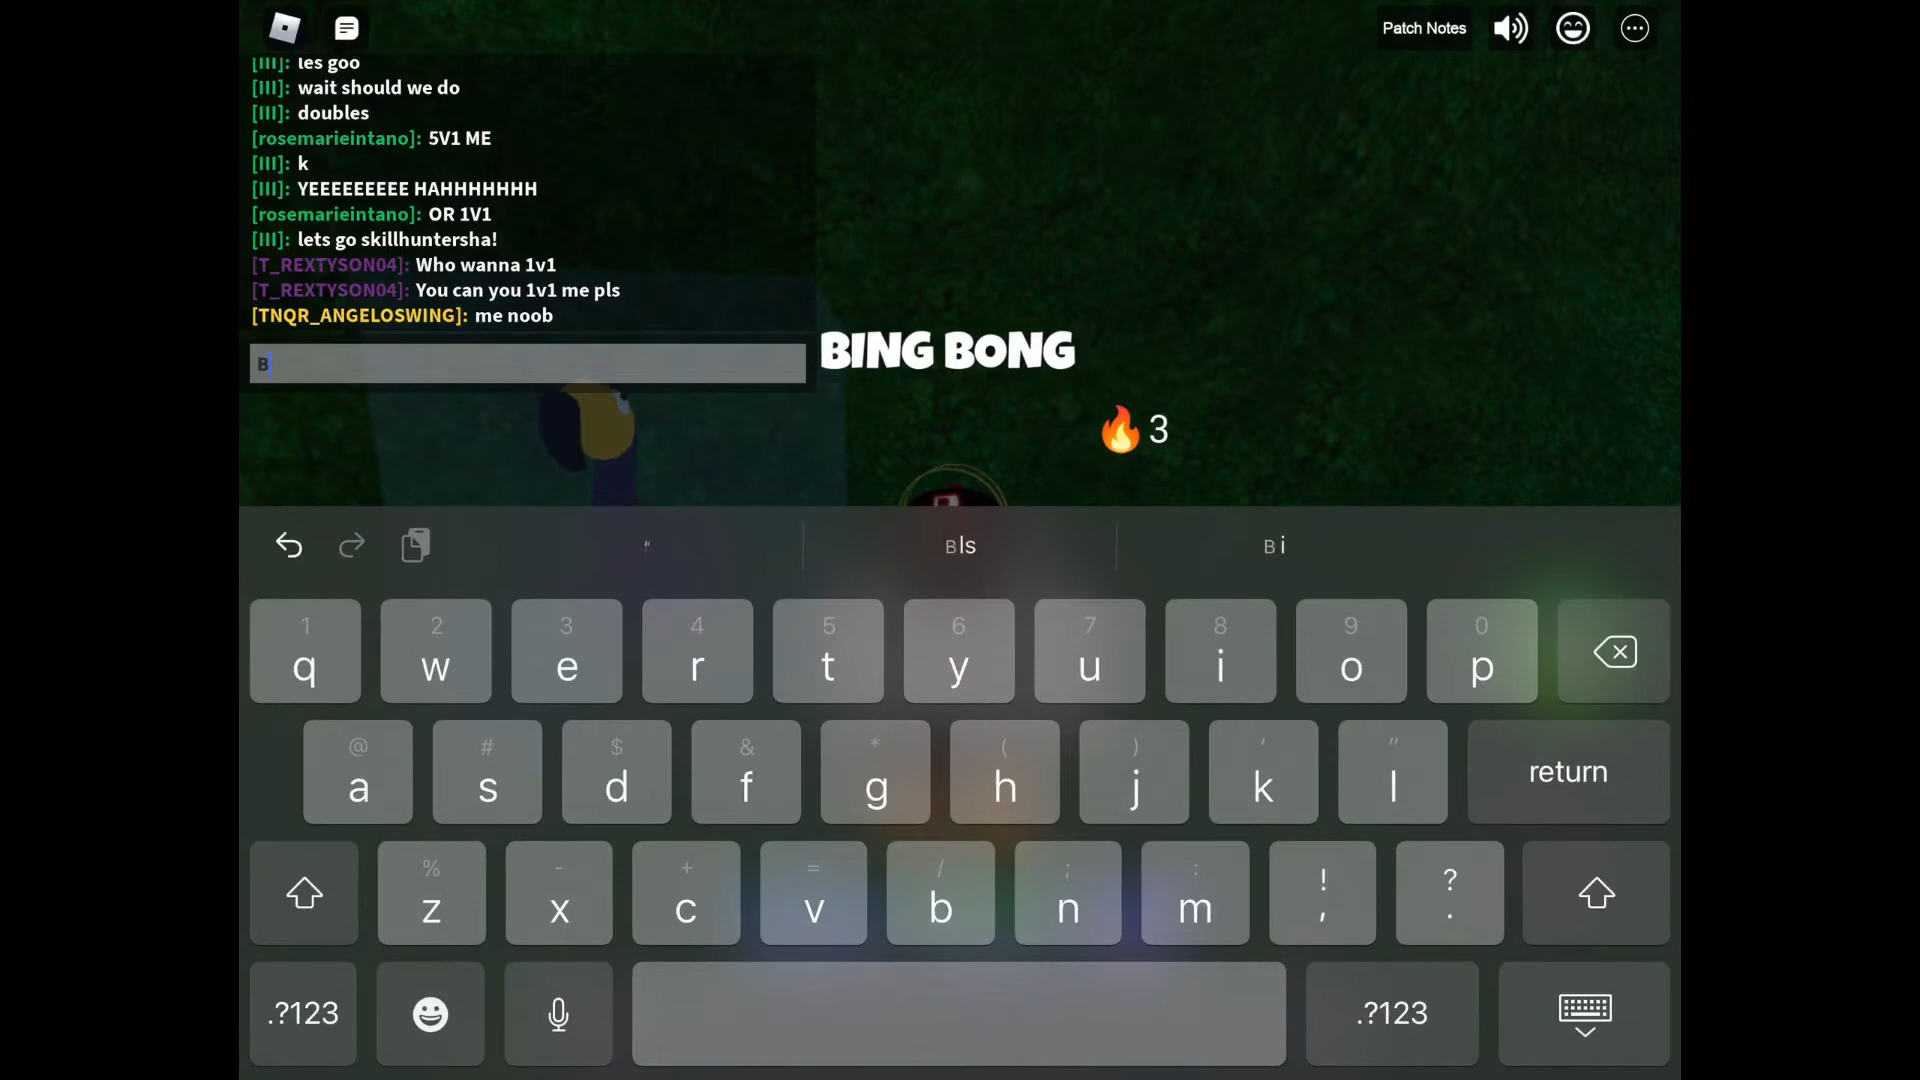 Patch Notes
[III]: les goo
[III]: wait should we do
[III]: doubles
[rosemarieintano]: 5V1 ME
[III]: k
[III]: YEEEEEEEEE HAHHHHHHH
[rosemarieintano]: OR 1V1
[III]: lets go skillhuntersha!
[T_REXTYSON04]: Who wanna 1v1
[T_REXTYSON04]: You can you 1v1 me pls
[TNQR_ANGELOSWING]: me noob
BING BONG
B
🔥 3
Bls Bi
1 2 3 4 5 6 7 8 9 0
q w e r t y u i o p
@ # $ & * ( ) ' "
a s d f g h j k l return
% - + = / ; : ! ?
z x c v b n m , .
.?123 .?123